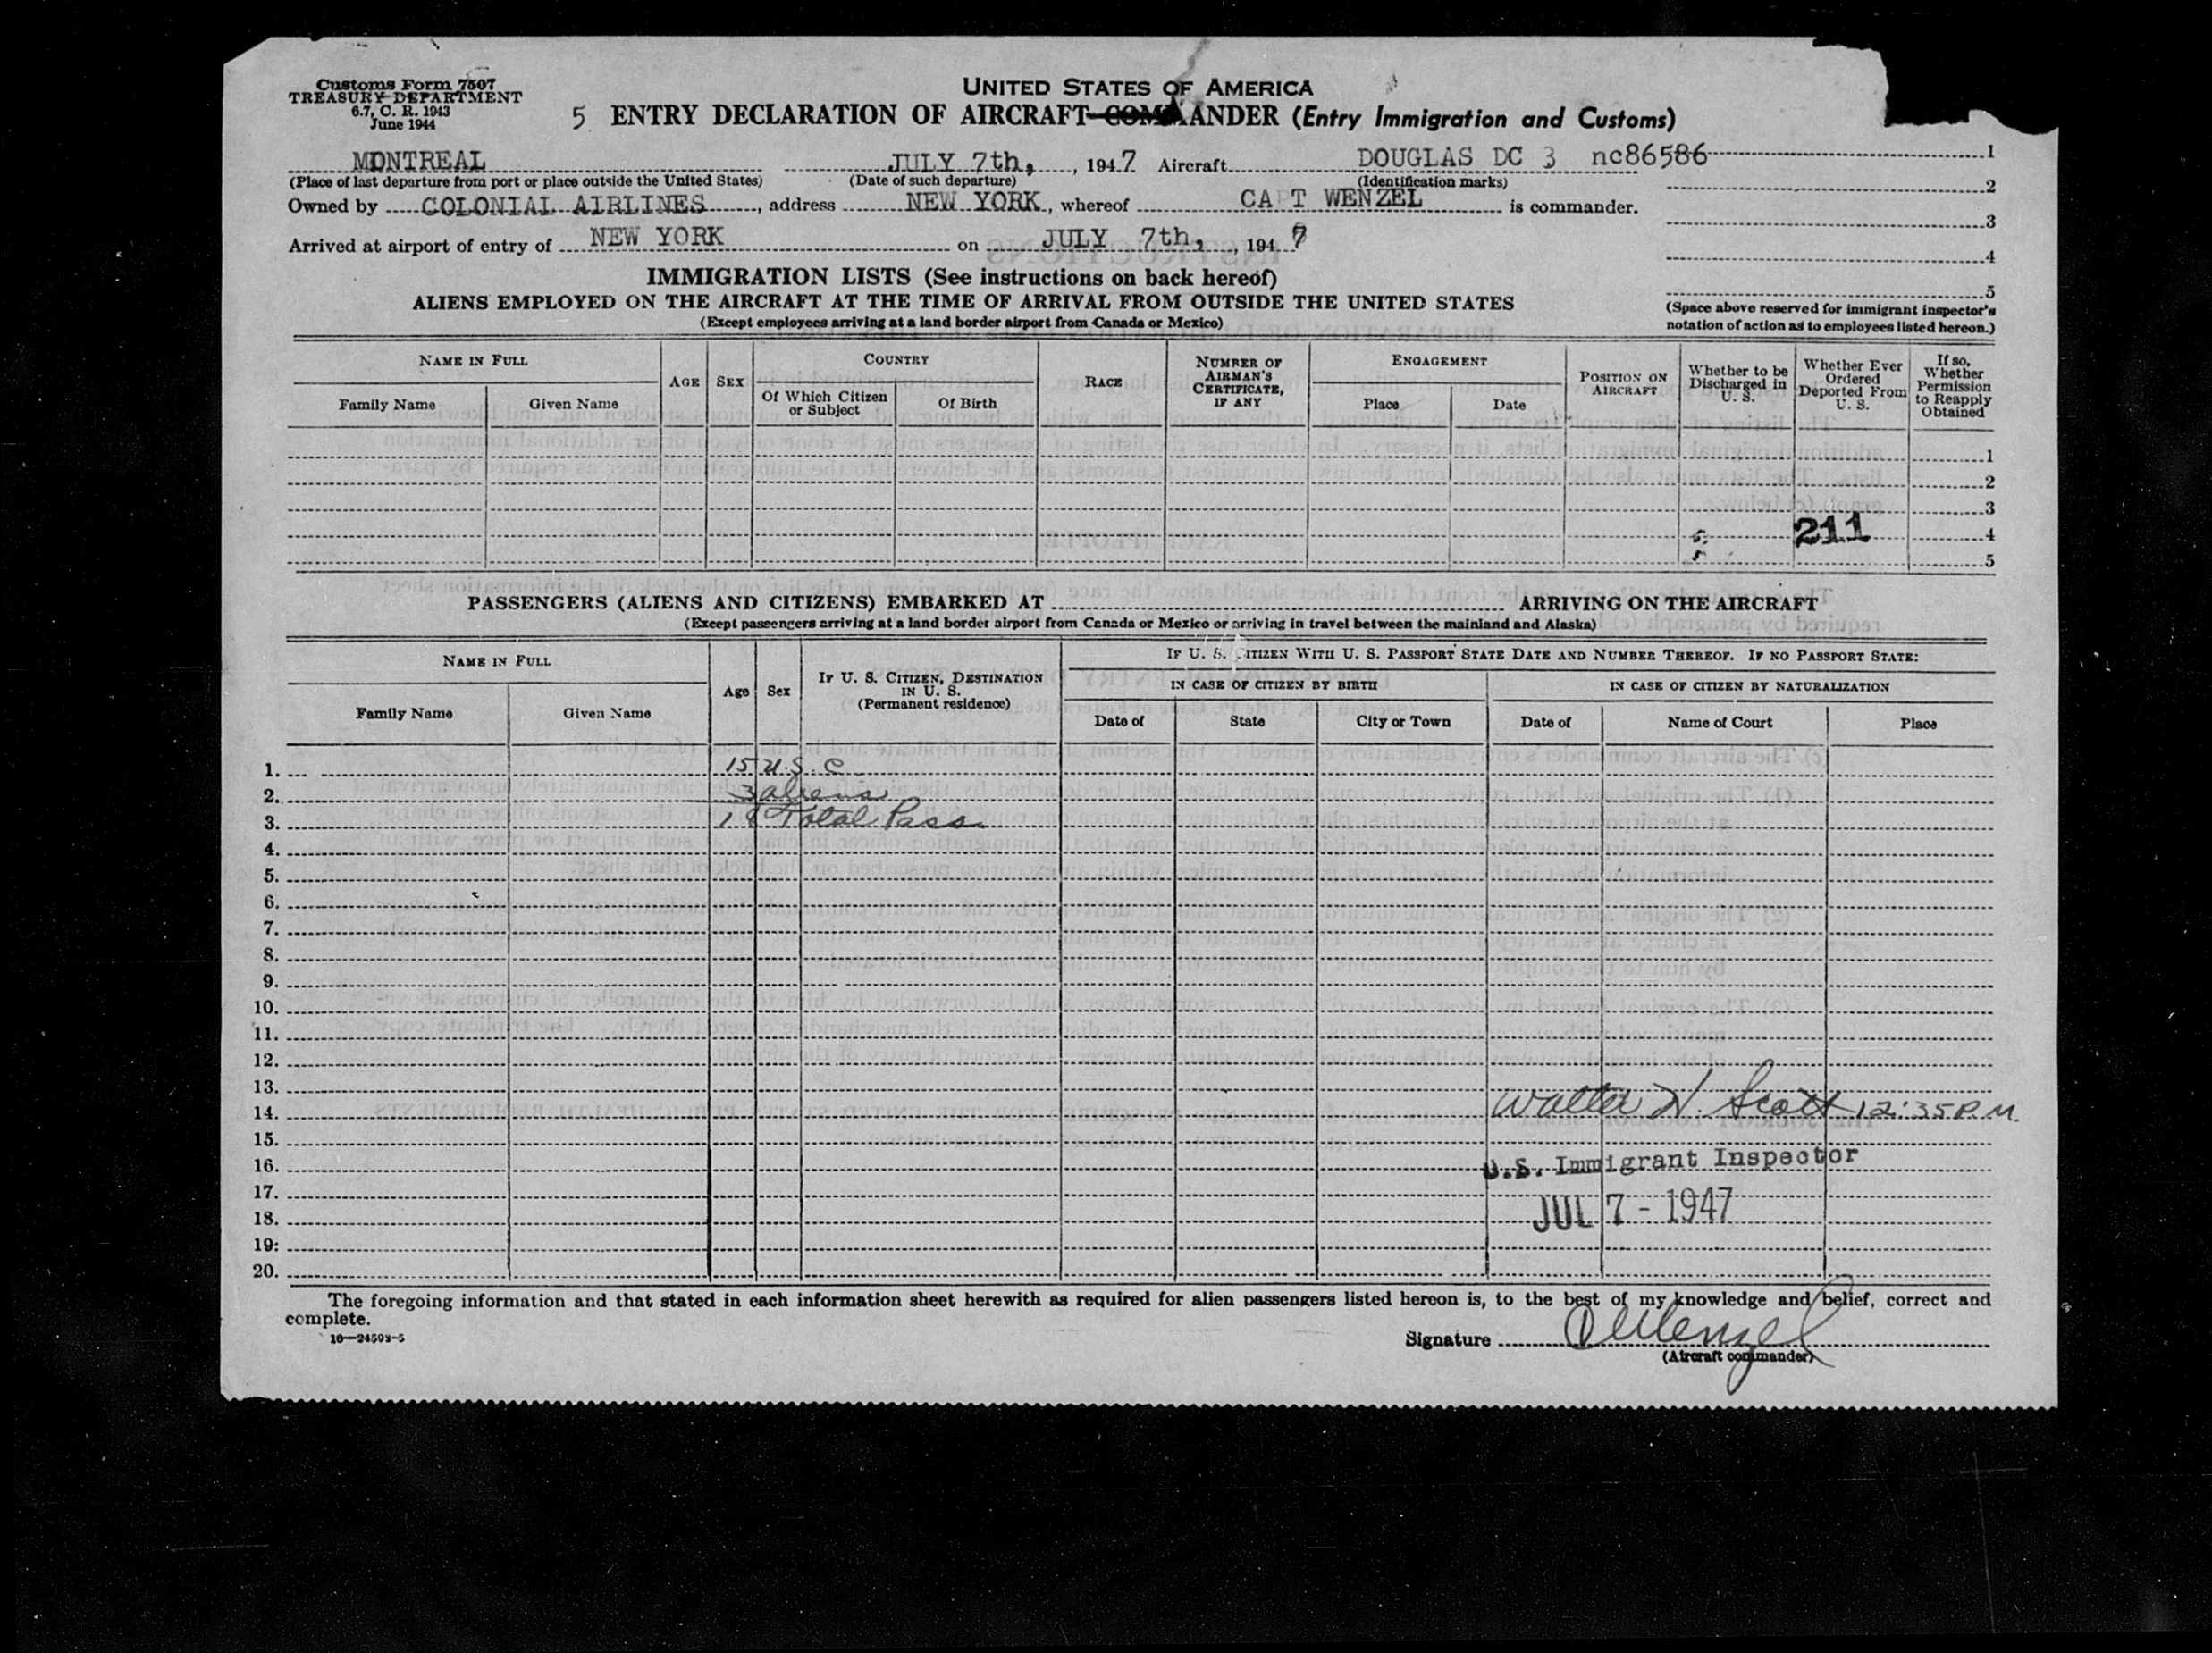 Customs Form 7507
TREASURY DEPARTMENT
6.7, C. R. 1943
June 1944
UNITED STATES OF AMERICA
5 ENTRY DECLARATION OF AIRCRAFT COMMANDER (Entry Immigration and Customs)
MONTREAL JULY 7th, , 1947 Aircraft DOUGLAS DC 3 nc86586 1
(Place of last departure from port or place outside the United States) (Date of such departure) (Identification marks) 2
Owned by COLONIAL AIRLINES , address NEW YORK , whereof CA T WENZEL is commander.
3
Arrived at airport of entry of NEW YORK on JULY 7th, , 1947
4
IMMIGRATION LISTS (See instructions on back hereof)
5
ALIENS EMPLOYED ON THE AIRCRAFT AT THE TIME OF ARRIVAL FROM OUTSIDE THE UNITED STATES
(Except employees arriving at a land border airport from Canada or Mexico)
(Space above reserved for immigrant inspector's
notation of action as to employees listed hereon.)
NAME IN FULL
Family Name
Given Name
AGE
SEX
COUNTRY
Of Which Citizen
or Subject
Of Birth
RACE
NUMBER OF
AIRMAN'S
CERTIFICATE,
IF ANY
ENGAGEMENT
Place
Date
POSITION ON
AIRCRAFT
Whether to be
Discharged in
U. S.
Whether Ever
Ordered
Deported From
U. S.
If so,
Whether
Permission
to Reapply
Obtained
1
2
3
211 4
5
PASSENGERS (ALIENS AND CITIZENS) EMBARKED AT ARRIVING ON THE AIRCRAFT
(Except passengers arriving at a land border airport from Canada or Mexico or arriving in travel between the mainland and Alaska)
NAME IN FULL
Family Name
Given Name
Age
Sex
IF U. S. CITIZEN, DESTINATION
IN U. S.
(Permanent residence)
IF U. S. CITIZEN WITH U. S. PASSPORT STATE DATE AND NUMBER THEREOF. IF NO PASSPORT STATE:
IN CASE OF CITIZEN BY BIRTH
Date of
State
City or Town
IN CASE OF CITIZEN BY NATURALIZATION
Date of
Name of Court
Place
1. 15 U.S.C.
2. 3 aliens
3. 18 Total Pass
4.
5.
6.
7.
8.
9.
10.
11.
12.
13.
14. Walter W. Scott 12:35 P.M.
15.
16. U.S. Immigrant Inspector
17.
18. JUL 7 - 1947
19.
20.
The foregoing information and that stated in each information sheet herewith as required for alien passengers listed hereon is, to the best of my knowledge and belief, correct and
complete.
16—24593-5
Signature Wenzel
(Aircraft commander)